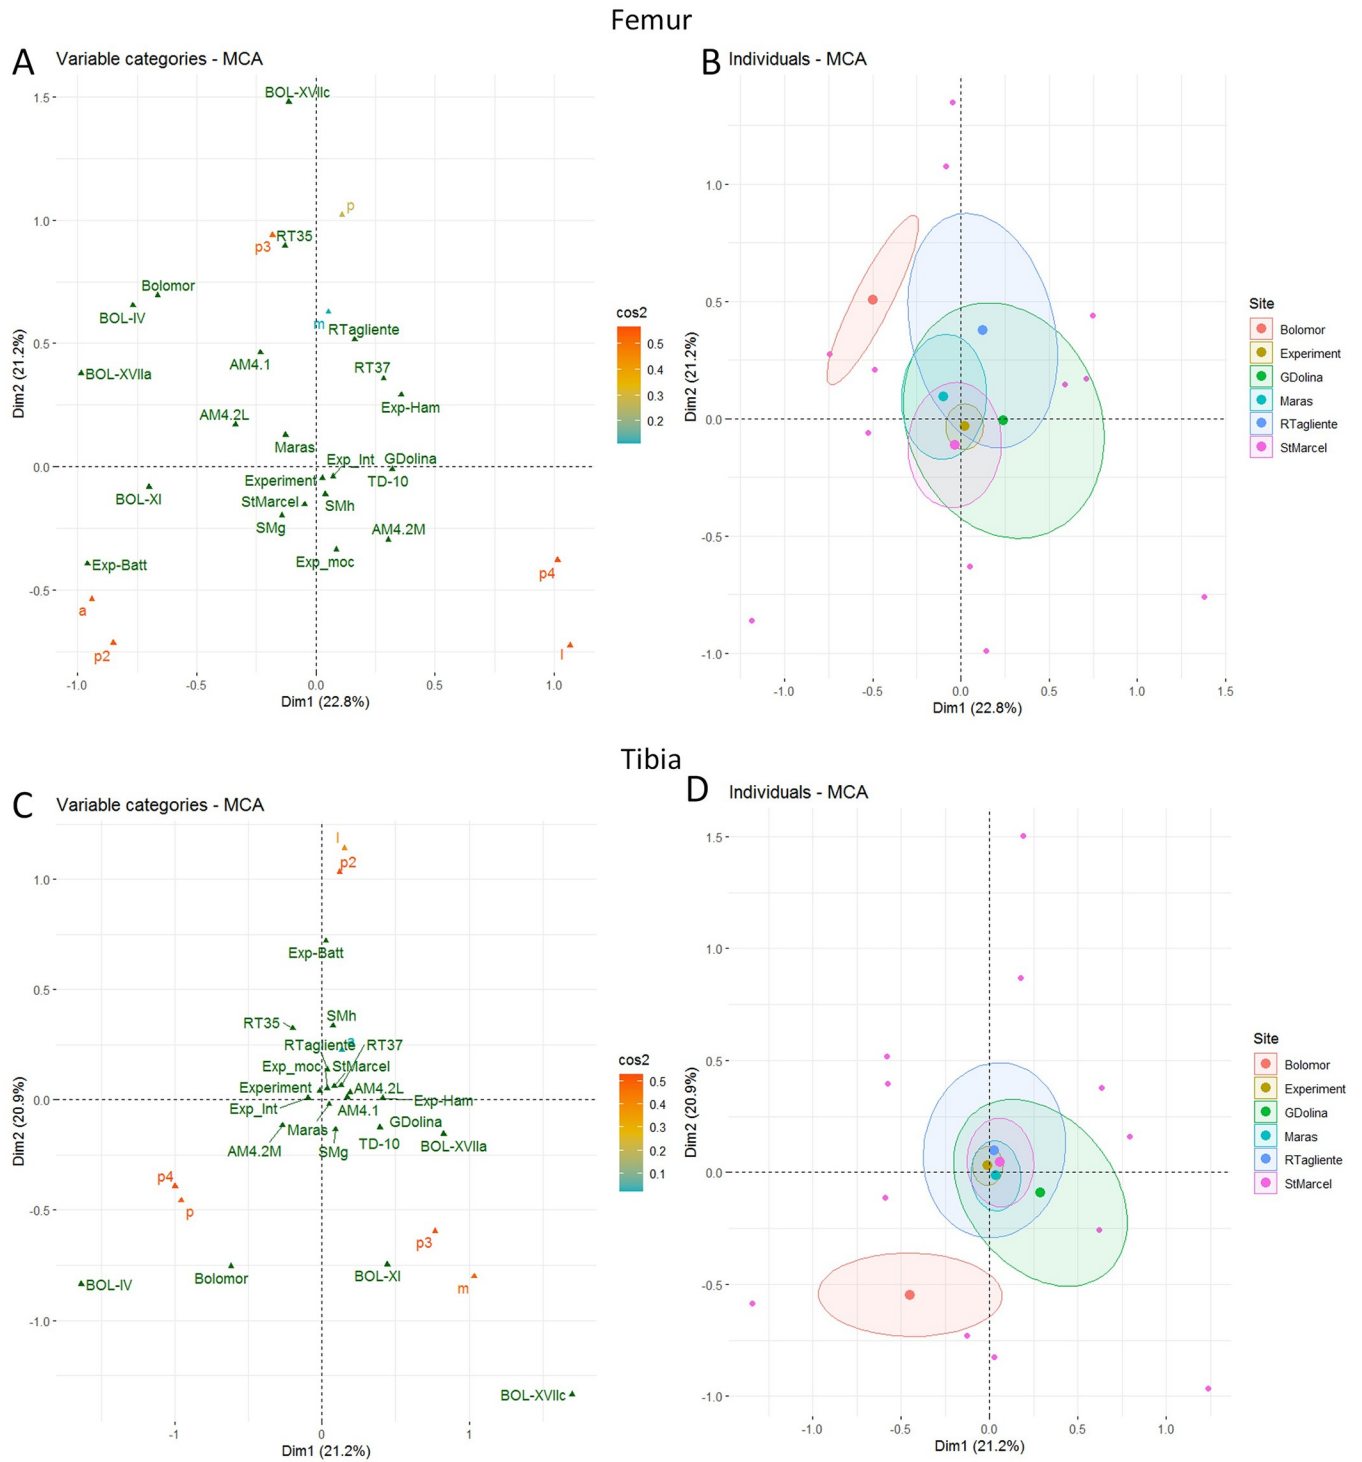 Femur
A
Variable categories - MCA
BOL-XVIIc
1.5
p
1.0
RT35
p3
Bolomor
BOL-IV
m
RTagliente
0.5
AM4.1
RT37
BOL-XVIIa
Exp-Ham
AM4.2L
Maras
Exp_Int
GDolina
0.0
Experiment
TD-10
BOL-XI
StMarcel
SMh
SMg
AM4.2M
Exp_moc
Exp-Batt
p4
-0.5
a
p2
l
-1.0
-0.5
0.0
0.5
1.0
Dim1 (22.8%)
Dim2 (21.2%)
cos2
0.5
0.4
0.3
0.2
B
Individuals - MCA
1.0
0.5
0.0
-0.5
-1.0
-1.0
-0.5
0.0
0.5
1.0
1.5
Dim1 (22.8%)
Dim2 (21.2%)
Site
Bolomor
Experiment
GDolina
Maras
RTagliente
StMarcel
Tibia
C
Variable categories - MCA
l
p2
1.0
Exp-Batt
0.5
SMh
RT35
a
RTagliente
RT37
Exp_moc
StMarcel
Experiment
AM4.2L
0.0
Exp_Int
AM4.1
Exp-Ham
Maras
GDolina
AM4.2M
SMg
TD-10
BOL-XVIIa
p4
p
-0.5
p3
BOL-IV
Bolomor
BOL-XI
m
-1.0
BOL-XVIIc
-1
0
1
Dim1 (21.2%)
Dim2 (20.9%)
cos2
0.5
0.4
0.3
0.2
0.1
D
Individuals - MCA
1.5
1.0
0.5
0.0
-0.5
-1.0
-1.0
-0.5
0.0
0.5
1.0
Dim1 (21.2%)
Dim2 (20.9%)
Site
Bolomor
Experiment
GDolina
Maras
RTagliente
StMarcel